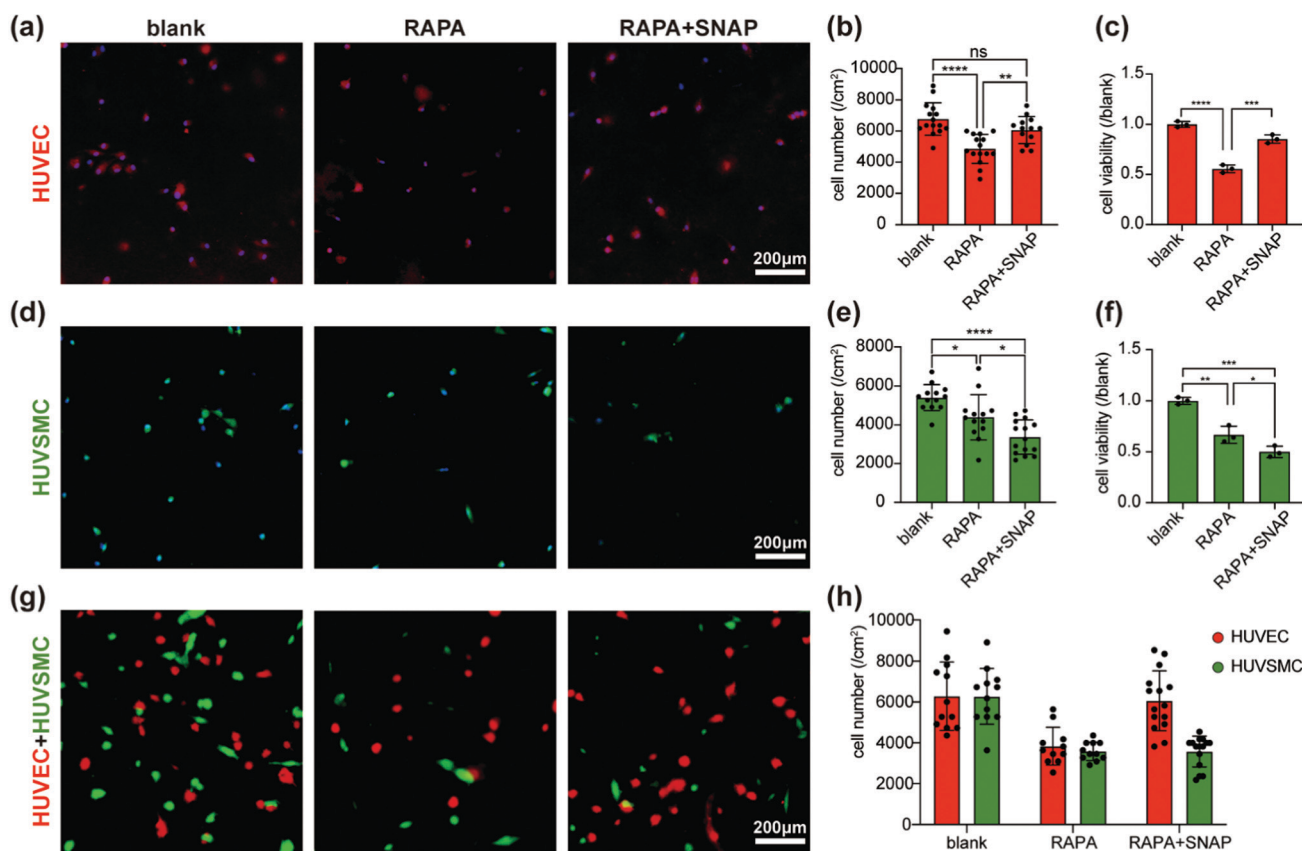 (a)
blank
RAPA
RAPA+SNAP
HUVEC
200μm
(b)
cell number (/cm²)
10000
8000
6000
4000
2000
0
ns
****
**
blank
RAPA
RAPA+SNAP
(c)
cell viability (/blank)
1.5
1.0
0.5
0.0
****
***
blank
RAPA
RAPA+SNAP
(d)
HUVSMC
200μm
(e)
cell number (/cm²)
8000
6000
4000
2000
0
****
*
*
blank
RAPA
RAPA+SNAP
(f)
cell viability (/blank)
1.5
1.0
0.5
0.0
***
**
*
blank
RAPA
RAPA+SNAP
(g)
HUVEC+HUVSMC
200μm
(h)
cell number (/cm²)
10000
8000
6000
4000
2000
0
HUVEC
HUVSMC
blank
RAPA
RAPA+SNAP